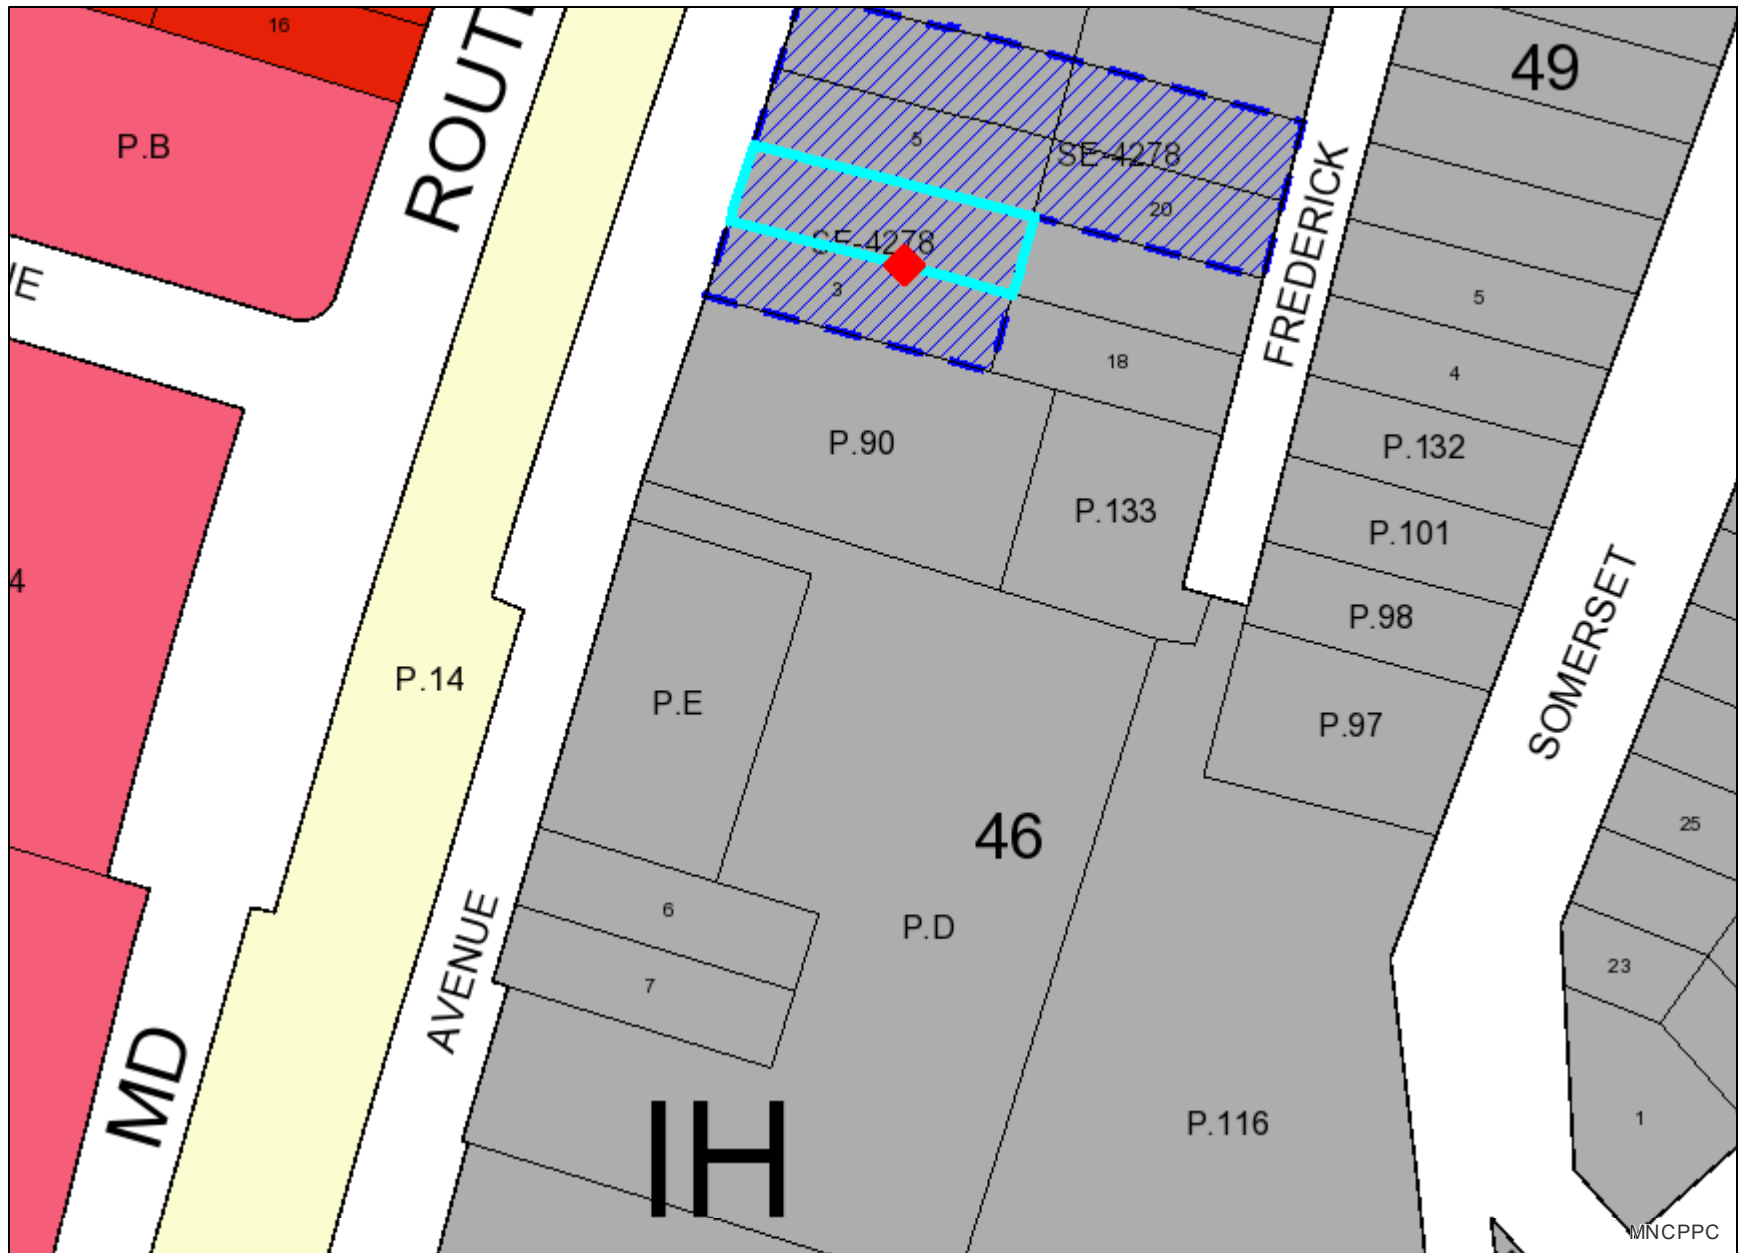 16
P.B
ROUT
49
5
SE-4278
20
SE-4278
3
FREDERICK
5
18
4
P.90
P.132
P.133
P.101
4
P.98
SOMERSET
P.14
P.E
P.97
46
25
6
P.D
23
7
AVENUE
MD
IH
P.116
1
MNCPPC